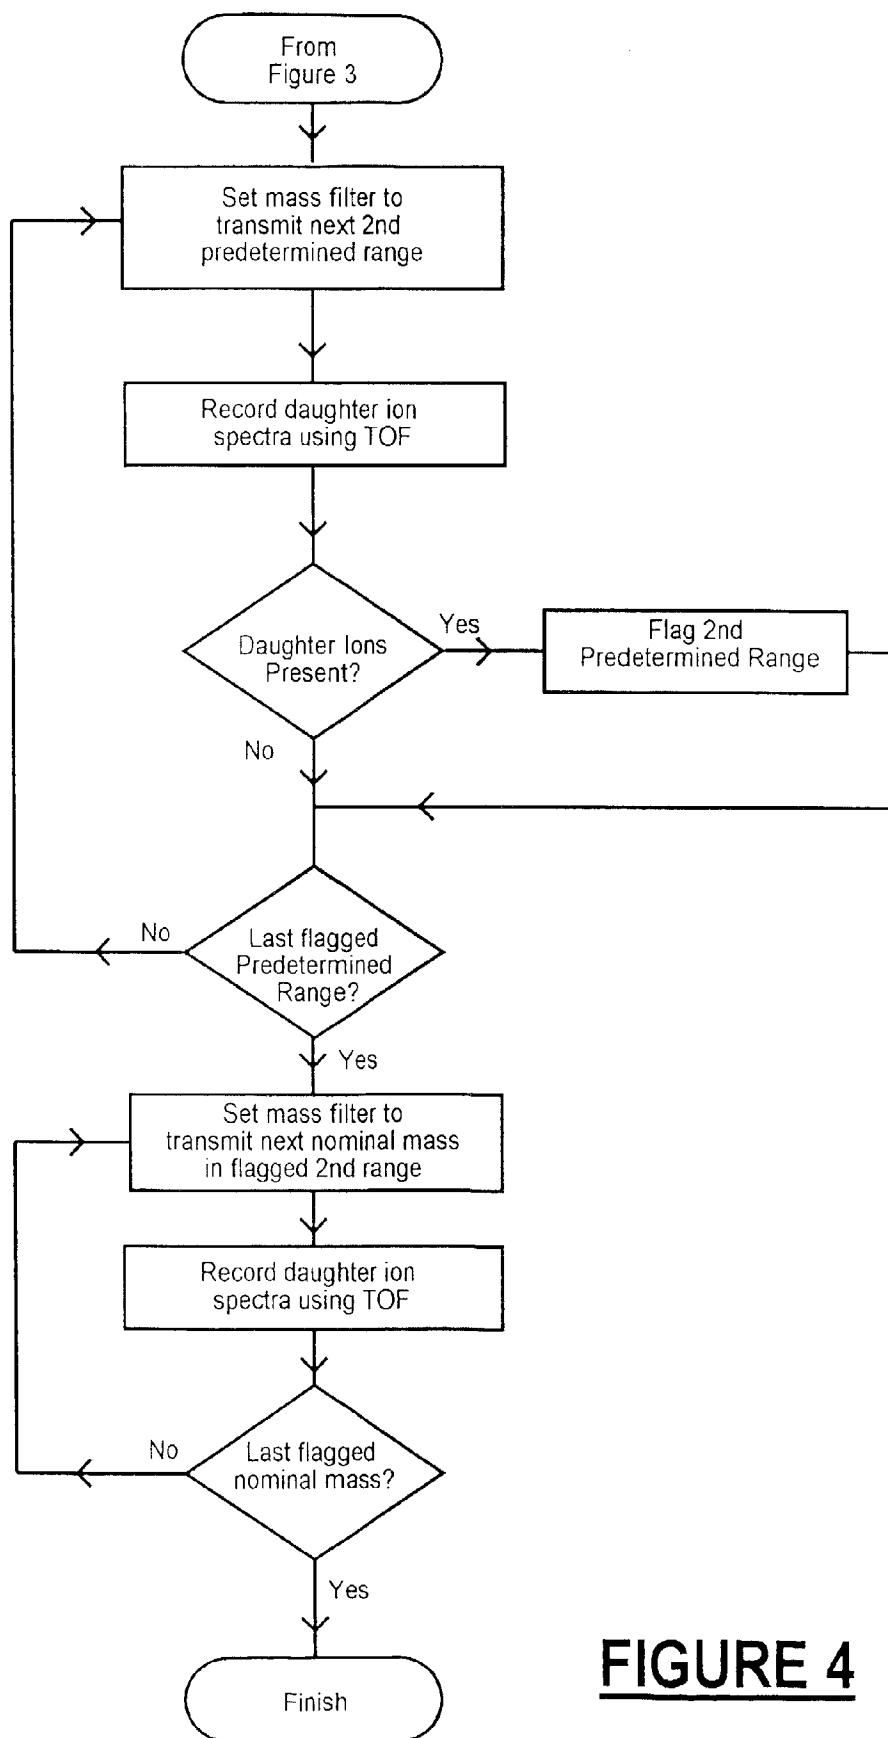 From
Figure 3
Set mass filter to
transmit next 2nd
predetermined range
Record daughter ion
spectra using TOF
Daughter Ions
Present?
Yes
Flag 2nd
Predetermined Range
No
Last flagged
Predetermined
Range?
No
Yes
Set mass filter to
transmit next nominal mass
in flagged 2nd range
Record daughter ion
spectra using TOF
Last flagged
nominal mass?
No
Yes
Finish
FIGURE 4